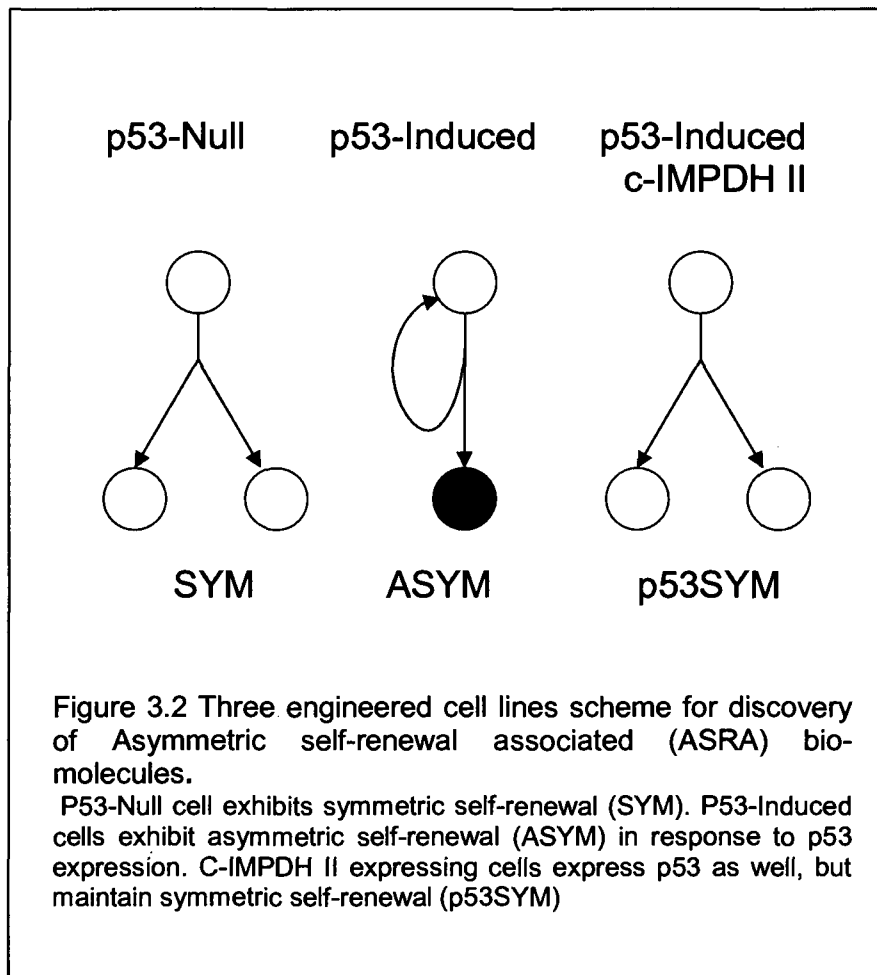 p53-Null p53-Induced p53-Induced
c-IMPDH II
SYM ASYM p53SYM
Figure 3.2 Three engineered cell lines scheme for discovery
of Asymmetric self-renewal associated (ASRA) bio-
molecules.
P53-Null cell exhibits symmetric self-renewal (SYM). P53-Induced
cells exhibit asymmetric self-renewal (ASYM) in response to p53
expression. C-IMPDH II expressing cells express p53 as well, but
maintain symmetric self-renewal (p53SYM)